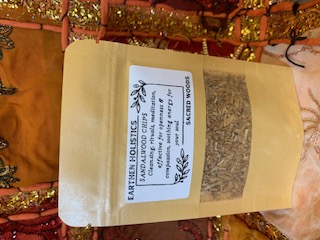 EARTHEN HOLISTICS
SANDALWOOD CHIPS
Cleansing, rituals, meditation,
effective for openness &
compassion, soothing energy for
your soul
SACRED WOODS